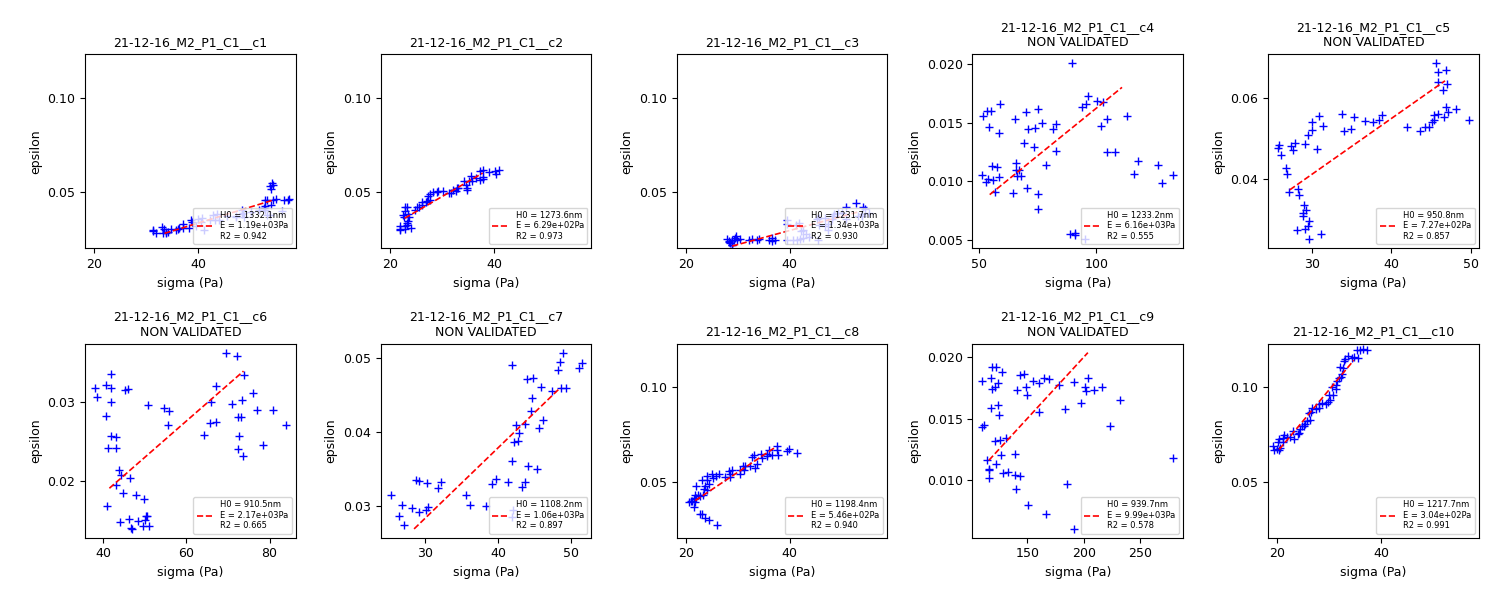 21-12-16_M2_P1_C1__c1
epsilon
0.10
0.05
20 40
sigma (Pa)
H0 = 1332.1nm
E = 1.19e+03Pa
R2 = 0.942
21-12-16_M2_P1_C1__c2
epsilon
0.10
0.05
20 40
sigma (Pa)
H0 = 1273.6nm
E = 6.29e+02Pa
R2 = 0.973
21-12-16_M2_P1_C1__c3
epsilon
0.10
0.05
20 40
sigma (Pa)
H0 = 1231.7nm
E = 1.34e+03Pa
R2 = 0.930
21-12-16_M2_P1_C1__c4
NON VALIDATED
epsilon
0.020
0.015
0.010
0.005
50 100
sigma (Pa)
H0 = 1233.2nm
E = 6.16e+03Pa
R2 = 0.555
21-12-16_M2_P1_C1__c5
NON VALIDATED
epsilon
0.06
0.04
30 40 50
sigma (Pa)
H0 = 950.8nm
E = 7.27e+02Pa
R2 = 0.857
21-12-16_M2_P1_C1__c6
NON VALIDATED
epsilon
0.03
0.02
40 60 80
sigma (Pa)
H0 = 910.5nm
E = 2.17e+03Pa
R2 = 0.665
21-12-16_M2_P1_C1__c7
NON VALIDATED
epsilon
0.05
0.04
0.03
30 40 50
sigma (Pa)
H0 = 1108.2nm
E = 1.06e+03Pa
R2 = 0.897
21-12-16_M2_P1_C1__c8
epsilon
0.10
0.05
20 40
sigma (Pa)
H0 = 1198.4nm
E = 5.46e+02Pa
R2 = 0.940
21-12-16_M2_P1_C1__c9
NON VALIDATED
epsilon
0.020
0.015
0.010
150 200 250
sigma (Pa)
H0 = 939.7nm
E = 9.99e+03Pa
R2 = 0.578
21-12-16_M2_P1_C1__c10
epsilon
0.10
0.05
20 40
sigma (Pa)
H0 = 1217.7nm
E = 3.04e+02Pa
R2 = 0.991